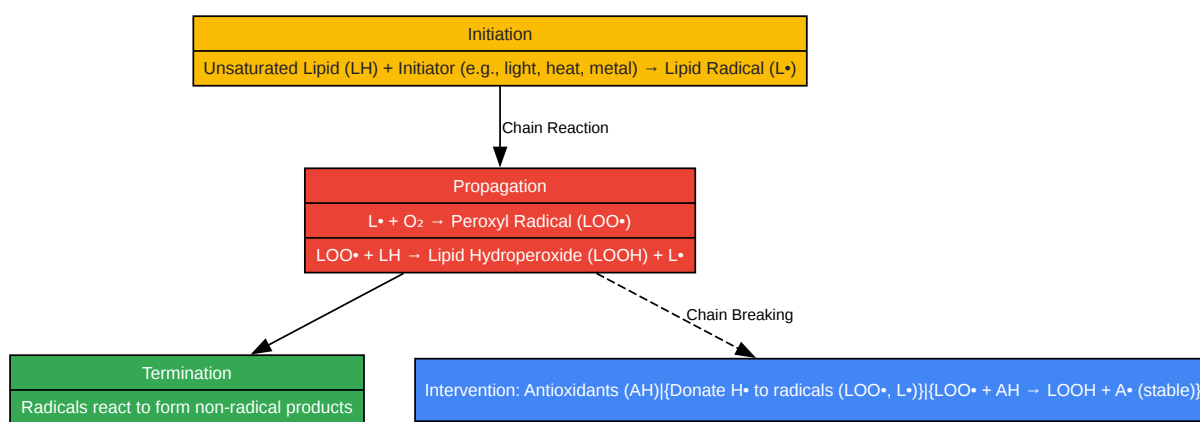 Initiation
Unsaturated Lipid (LH) + Initiator (e.g., light, heat, metal) → Lipid Radical (L•)
Chain Reaction
Propagation
L• + O₂ → Peroxyl Radical (LOO•)
LOO• + LH → Lipid Hydroperoxide (LOOH) + L•
Chain Breaking
Termination
Radicals react to form non-radical products
Intervention: Antioxidants (AH)|{Donate H• to radicals (LOO•, L•)}|{LOO• + AH → LOOH + A• (stable)}